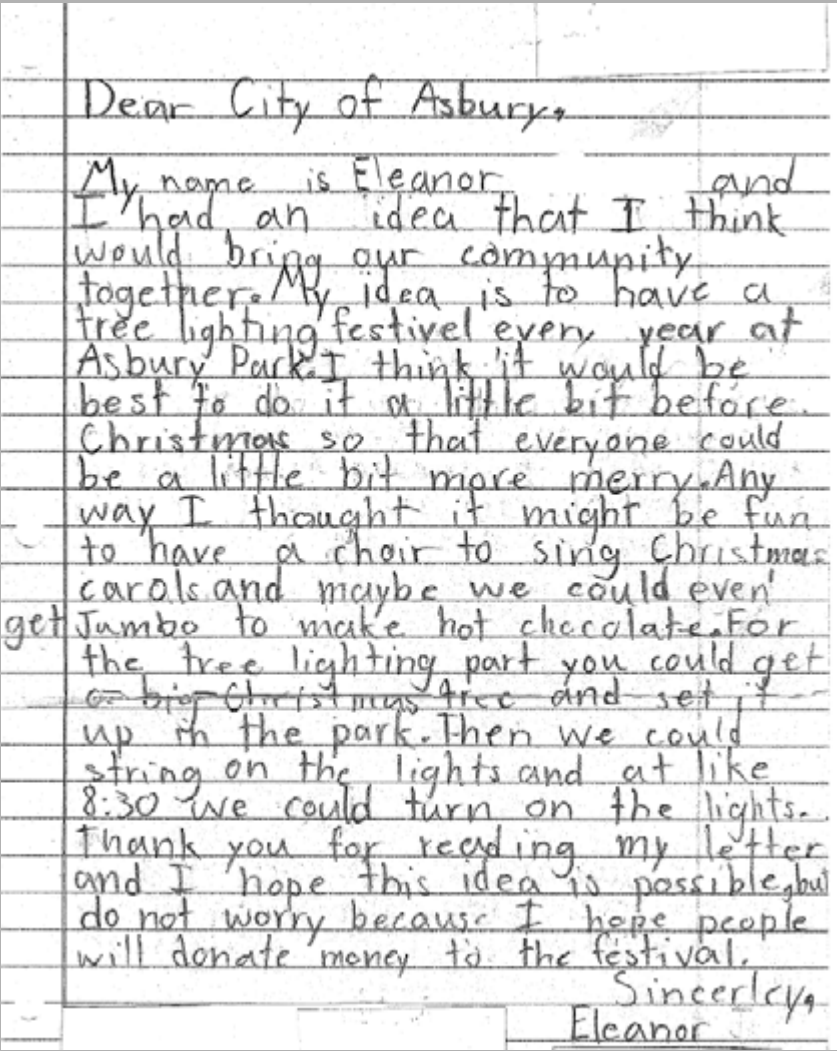 Dear City of Asbury,
My name is Eleanor and
I had an idea that I think
would bring our community
together. My idea is to have a
tree lighting festivel every year at
Asbury Park. I think it would be
best to do it a little bit before
Christmas so that everyone could
be a little bit more merry. Any
way I thought it might be fun
to have a choir to sing Christmas
carols and maybe we could even
get Jumbo to make hot chocolate. For
the tree lighting part you could get
a big Christmas tree and set it
up in the park. Then we could
string on the lights and at like
8:30 we could turn on the lights.
Thank you for reading my letter
and I hope this idea is possible, but
do not worry because I hope people
will donate money to the festival.
Sincerley,
Eleanor